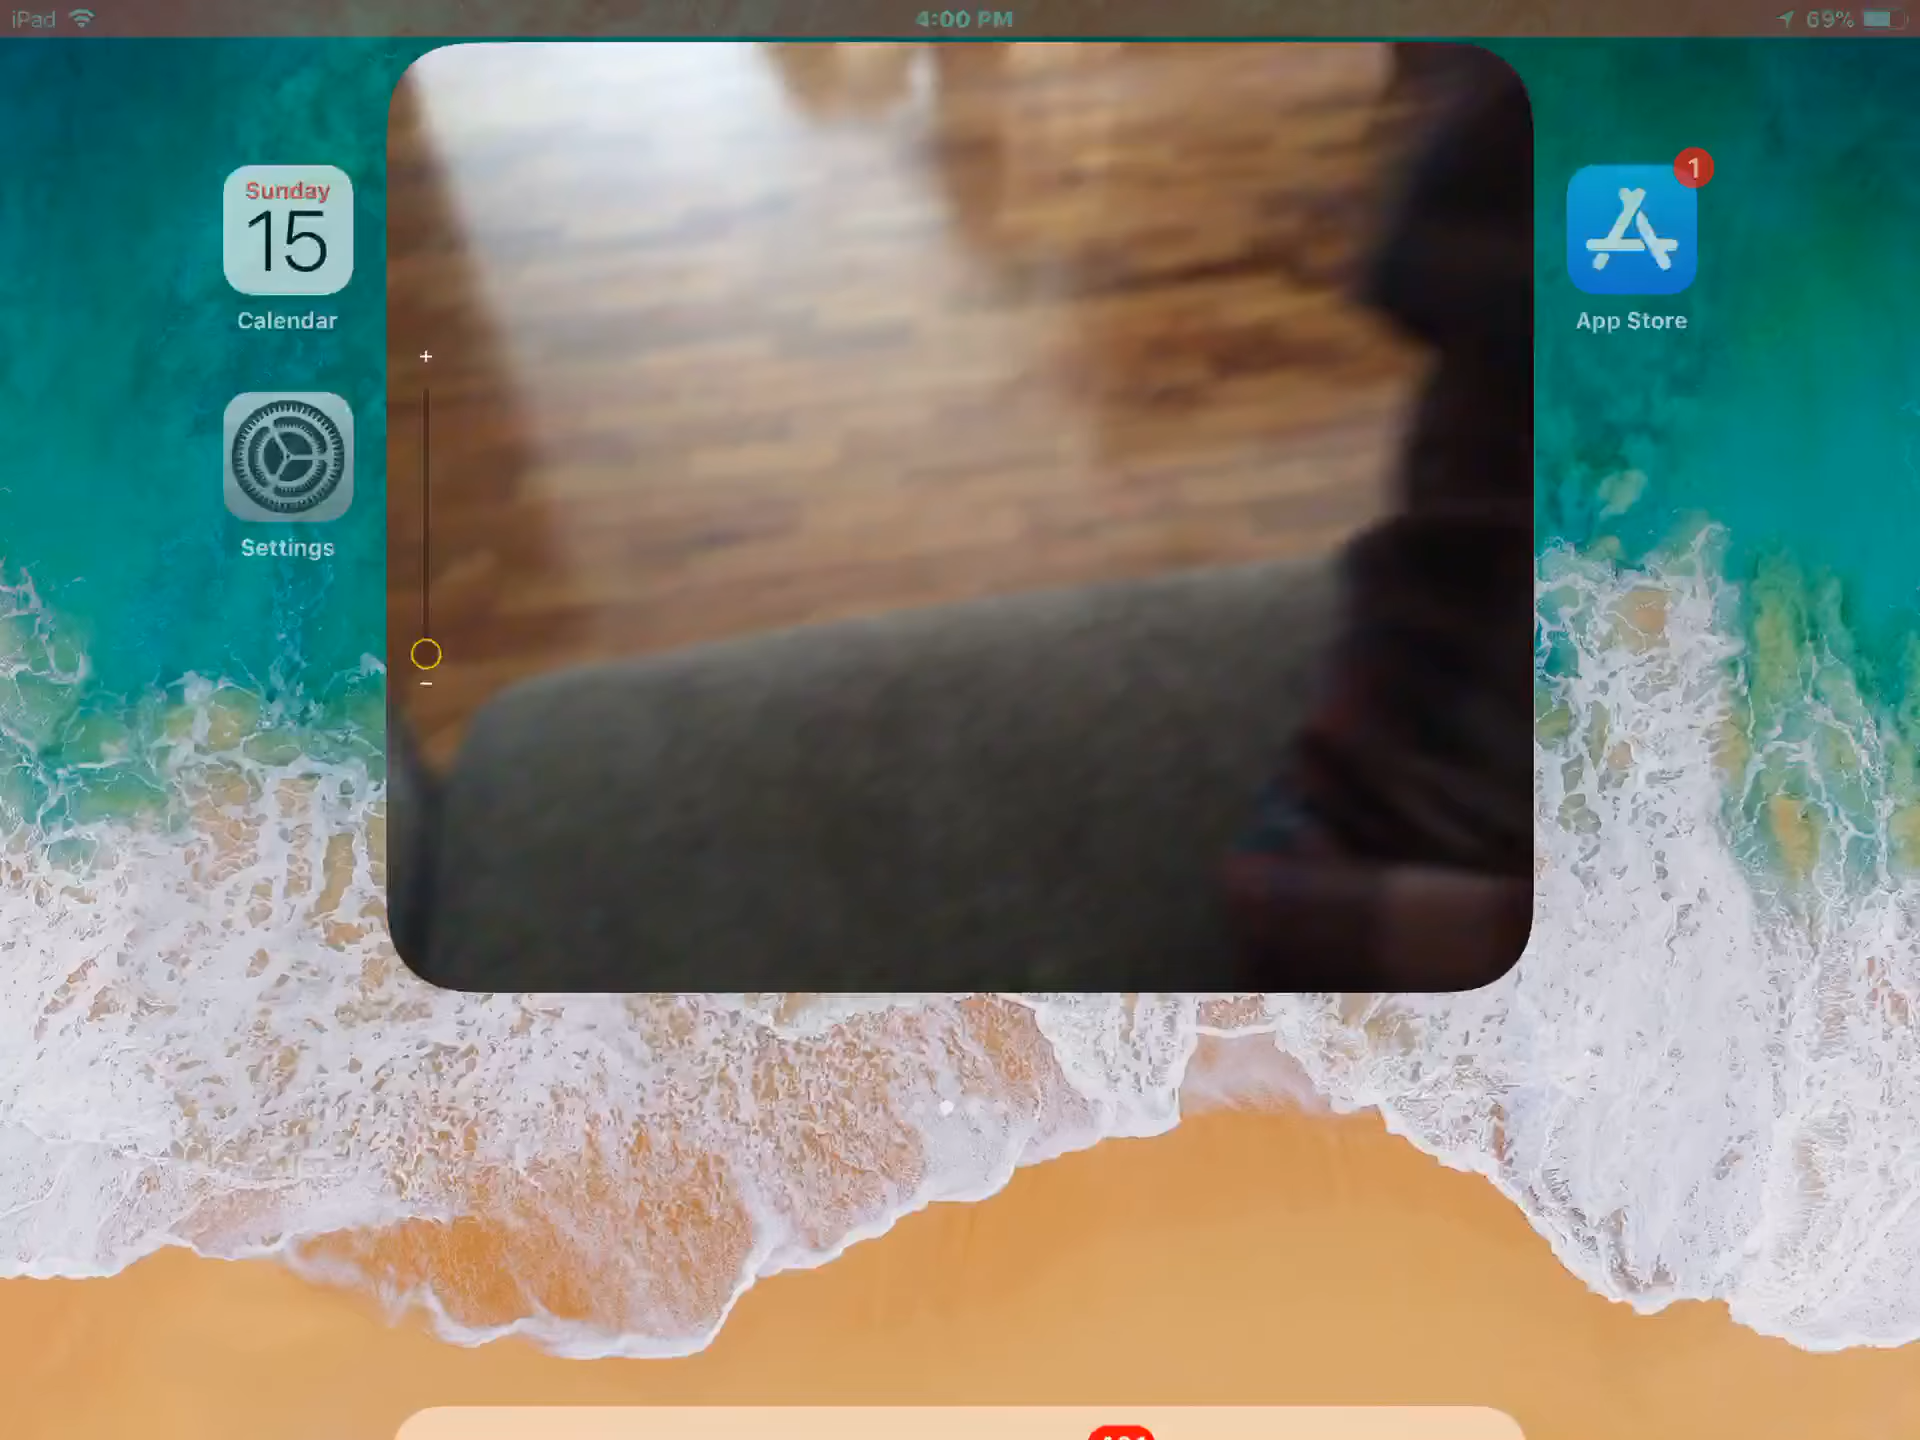 iPad 4:00 PM 69%
Sunday
15
Calendar
1
App Store
+
Settings
−